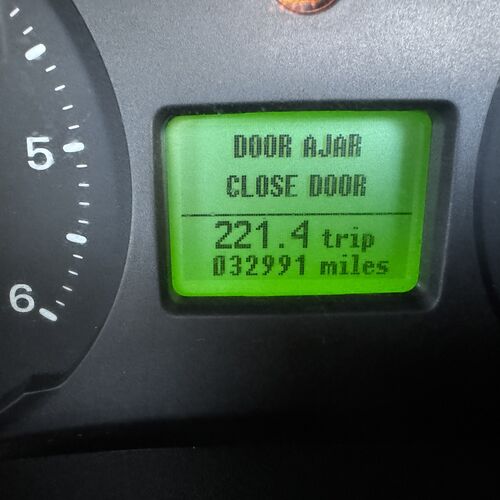 5
6
DOOR AJAR
CLOSE DOOR
221.4 trip
032991 miles